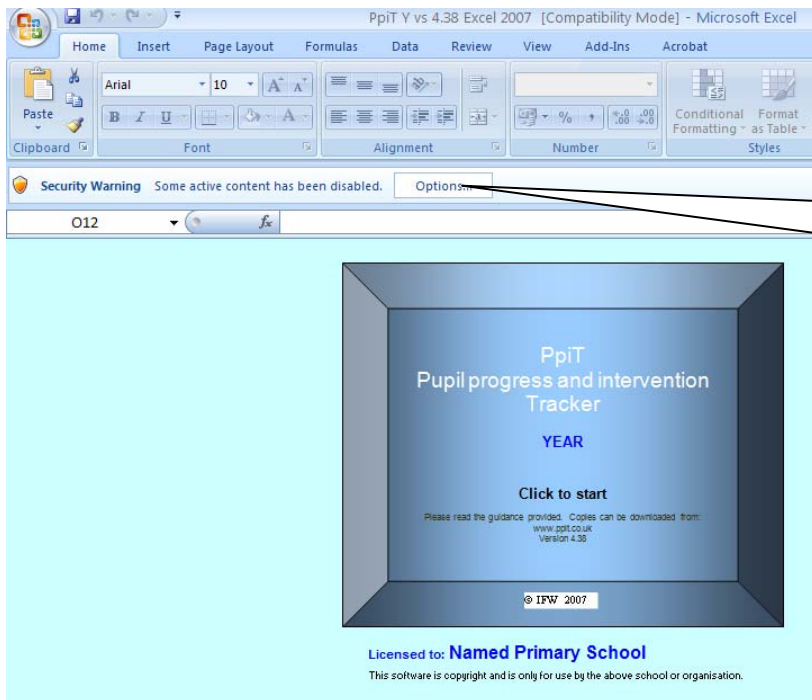 PpiT Y vs 4.38 Excel 2007 [Compatibility Mode] - Microsoft Excel
Home Insert Page Layout Formulas Data Review View Add-Ins Acrobat
Arial 10 A A
Paste B I U A % , .0 .00 .00 .0 Conditional Formatting Format as Table
Clipboard Font Alignment Number Styles
Security Warning Some active content has been disabled. Options...
O12 fx
PpiT
Pupil progress and intervention
Tracker
YEAR
Click to start
Please read the guidance provided. Copies can be downloaded from:
www.ppit.co.uk
Version 4.38
© IFW 2007
Licensed to: Named Primary School
This software is copyright and is only for use by the above school or organisation.